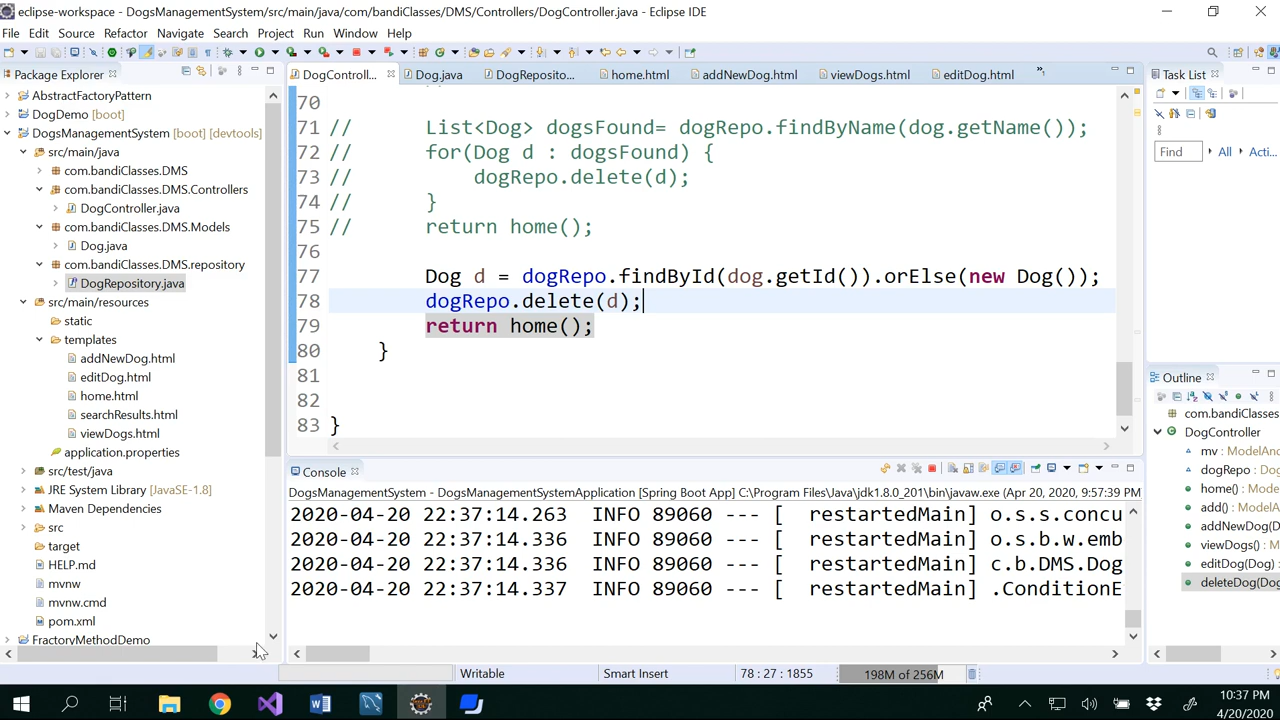 eclipse-workspace - DogsManagementSystem/src/main/java/com/bandiClasses/DMS/Controllers/DogController.java - Eclipse IDE
File Edit Source Refactor Navigate Search Project Run Window Help
Package Explorer
AbstractFactoryPattern
DogDemo [boot]
DogsManagementSystem [boot] [devtools]
src/main/java
com.bandiClasses.DMS
com.bandiClasses.DMS.Controllers
DogController.java
com.bandiClasses.DMS.Models
Dog.java
com.bandiClasses.DMS.repository
DogRepository.java
src/main/resources
static
templates
addNewDog.html
editDog.html
home.html
searchResults.html
viewDogs.html
application.properties
src/test/java
JRE System Library [JavaSE-1.8]
Maven Dependencies
src
target
HELP.md
mvnw
mvnw.cmd
pom.xml
FractoryMethodDemo
DogControll... Dog.java DogReposito... home.html addNewDog.html viewDogs.html editDog.html
70
71 // List<Dog> dogsFound= dogRepo.findByName(dog.getName());
72 // for(Dog d : dogsFound) {
73 // dogRepo.delete(d);
74 // }
75 // return home();
76
77 Dog d = dogRepo.findById(dog.getId()).orElse(new Dog());
78 dogRepo.delete(d);
79 return home();
80 }
81
82
83 }
Console
DogsManagementSystem - DogsManagementSystemApplication [Spring Boot App] C:\Program Files\Java\jdk1.8.0_201\bin\javaw.exe (Apr 20, 2020, 9:57:39 PM
2020-04-20 22:37:14.263 INFO 89060 --- [ restartedMain] o.s.s.concu
2020-04-20 22:37:14.336 INFO 89060 --- [ restartedMain] o.s.b.w.emb
2020-04-20 22:37:14.336 INFO 89060 --- [ restartedMain] c.b.DMS.Dog
2020-04-20 22:37:14.337 INFO 89060 --- [ restartedMain] .ConditionE
Task List
Find All Acti...
Outline
com.bandiClasses
DogController
mv : ModelAn
dogRepo : Do
home() : Mode
add() : Mode
addNewDog(D
viewDogs() : M
editDog(Dog)
deleteDog(Dog
Writable Smart Insert 78 : 27 : 1855 198M of 256M
10:37 PM
4/20/2020